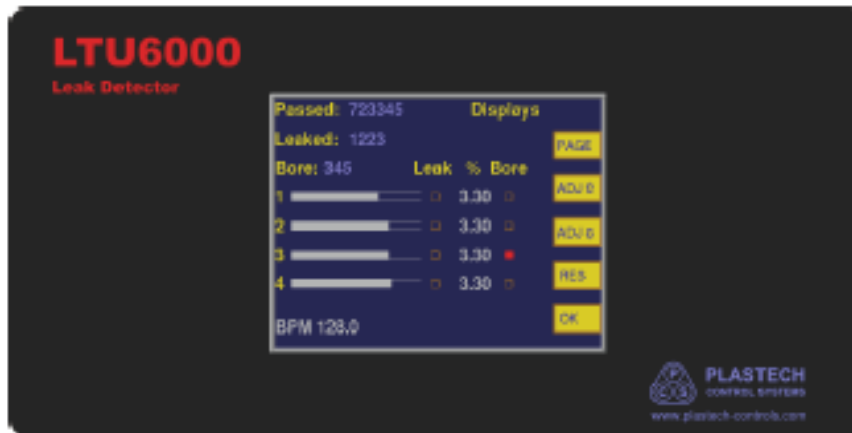 LTU6000
Leak Detector
Passed: 723345 Displays
Leaked: 1223 PAGE
Bore: 345 Leak % Bore
1 3.30 ADJ 0
2 3.30 ADJ G
3 3.30
4 3.30 RES
BPM 128.0 OK
PCS PLASTECH
CONTROL SYSTEMS
www.plastech-controls.com